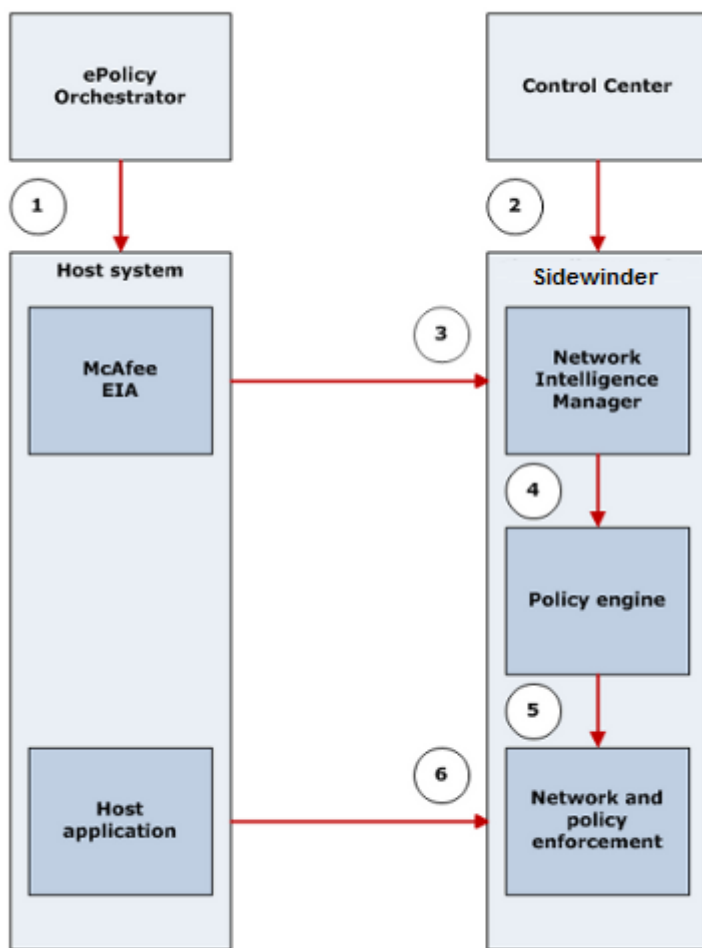 ePolicy
Orchestrator
Control Center
1
2
Host system
Sidewinder
McAfee
EIA
3
Network
Intelligence
Manager
4
Policy engine
5
Host
application
6
Network and
policy
enforcement